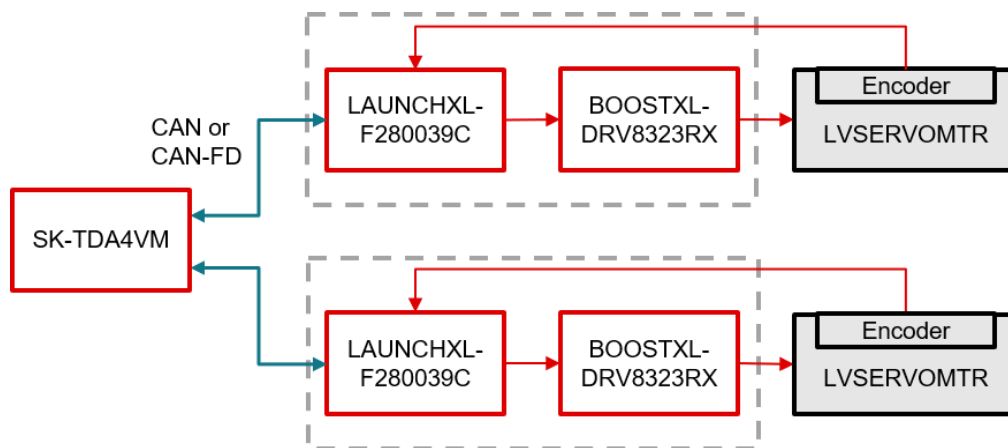 LAUNCHXL-
F280039C
BOOSTXL-
DRV8323RX
Encoder
LVSERVOMTR
CAN or
CAN-FD
SK-TDA4VM
LAUNCHXL-
F280039C
BOOSTXL-
DRV8323RX
Encoder
LVSERVOMTR